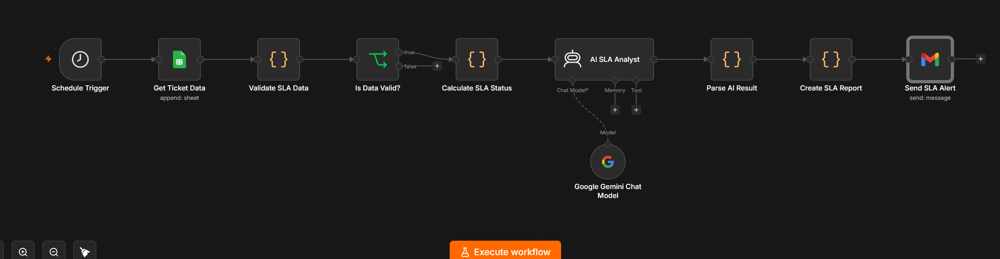 true
false
AI SLA Analyst
Schedule Trigger
Get Ticket Data
append: sheet
Validate SLA Data
Is Data Valid?
Calculate SLA Status
Chat Model*
Memory
Tool
Parse AI Result
Create SLA Report
Send SLA Alert
send: message
Model
Google Gemini Chat
Model
Execute workflow